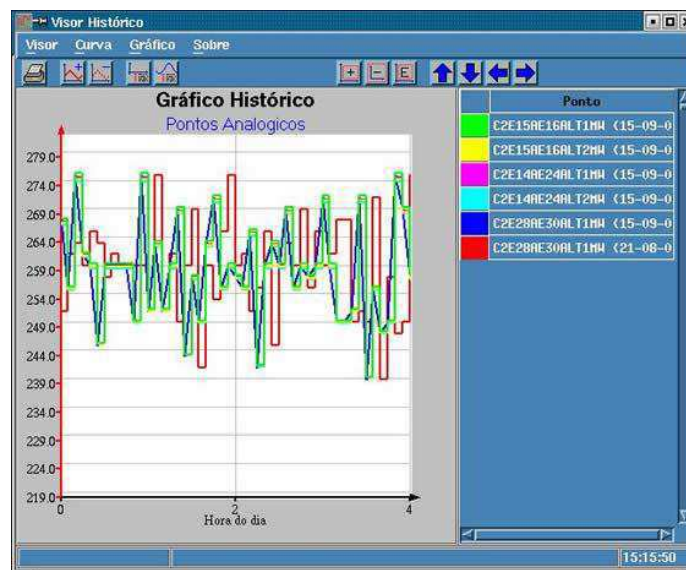 Visor Histórico
Visor Curva Gráfico Sobre
Gráfico Histórico
Pontos Analogicos
279.0
274.0
269.0
264.0
259.0
254.0
249.0
244.0
239.0
234.0
229.0
224.0
219.0
0 2 4
Hora do dia
Ponto
C2E15AE16ALT1MW (15-09-0
C2E15AE16ALT2MW (15-09-0
C2E14AE24ALT1MW (15-09-0
C2E14AE24ALT2MW (15-09-0
C2E28AE30ALT1MW (15-09-0
C2E28AE30ALT1MW (21-08-0
15:15:50